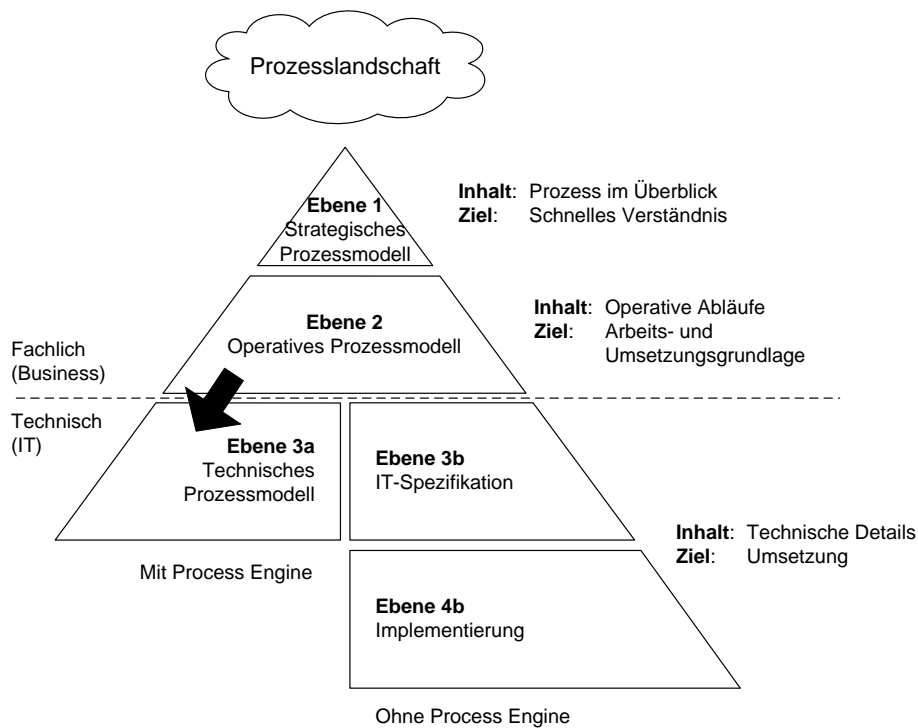 Prozesslandschaft
Ebene 1
Strategisches
Prozessmodell
Inhalt: Prozess im Überblick
Ziel: Schnelles Verständnis
Ebene 2
Operatives Prozessmodell
Inhalt: Operative Abläufe
Ziel: Arbeits- und
Umsetzungsgrundlage
Fachlich
(Business)
Technisch
(IT)
Ebene 3a
Technisches
Prozessmodell
Ebene 3b
IT-Spezifikation
Inhalt: Technische Details
Ziel: Umsetzung
Mit Process Engine
Ebene 4b
Implementierung
Ohne Process Engine